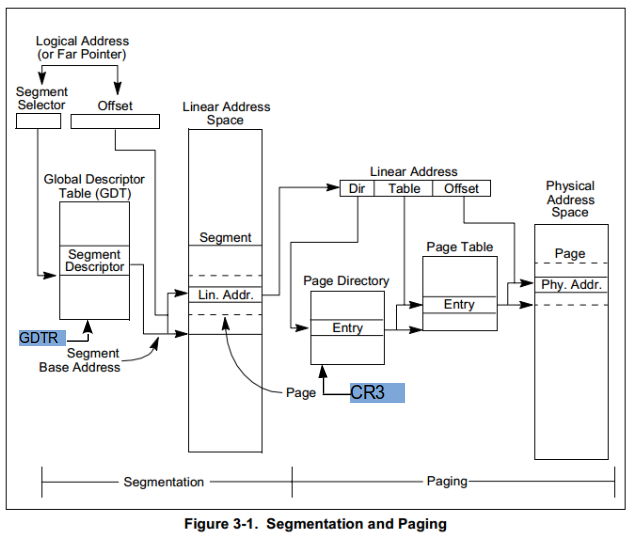 Logical Address
(or Far Pointer)
Segment
Selector
Offset
Linear Address
Space
Global Descriptor
Table (GDT)
Segment
Descriptor
GDTR
Segment
Base Address
Segment
Lin. Addr.
Page
Linear Address
Dir
Table
Offset
Page Directory
Entry
CR3
Page Table
Entry
Physical
Address
Space
Page
Phy. Addr.
Segmentation
Paging
Figure 3-1.  Segmentation and Paging